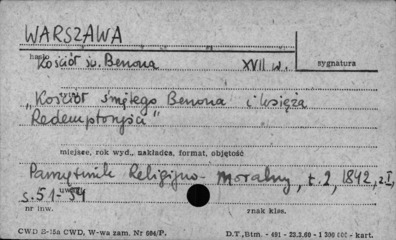 WARSZAWA
hasło
Kościół św. Benona XVII w.
sygnatura
„Kościół świętego Benona i księża
Redemptoryści"
miejsce, rok wyd., nakładca, format, objętość
Pamiętnik Religijno-Moralny, t. 2, 1842, z. I,
s. 51-54
nr inw. znak klas.
CWD B-15a CWD, W-wa zam. Nr 604/P. D.T., Btm. - 491 - 23.3.60 - 1 300 000 - kart.